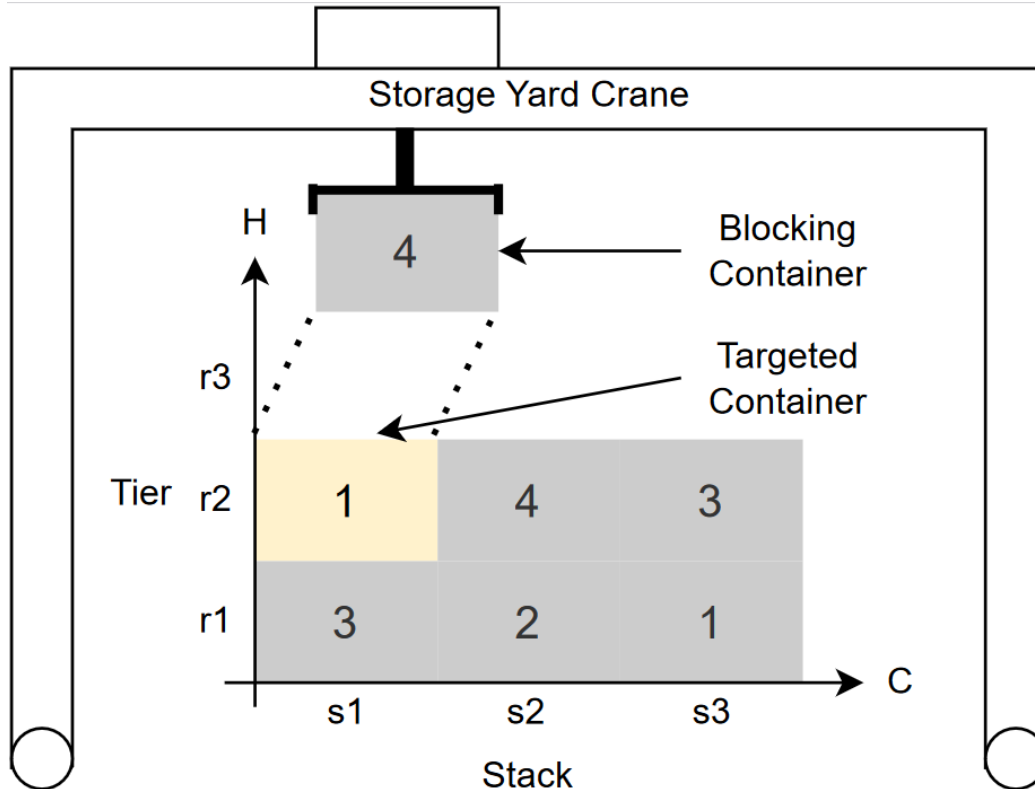 Storage Yard Crane
H
4
Blocking
Container
Targeted
Container
r3
Tier
r2
1
4
3
r1
3
2
1
C
s1
s2
s3
Stack